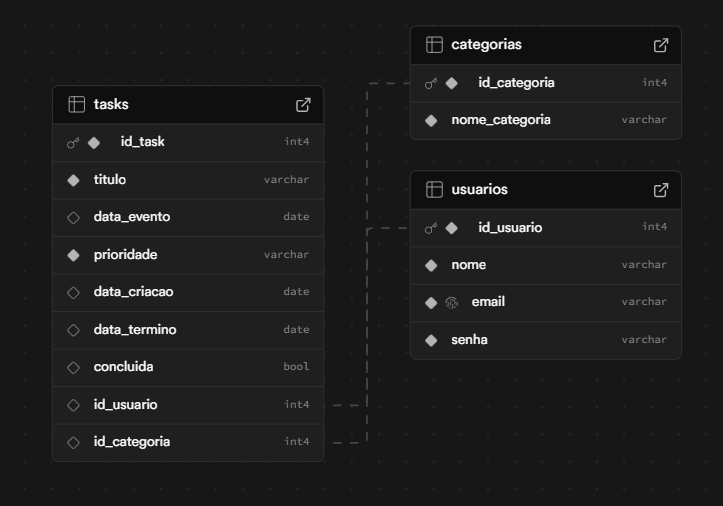 tasks
id_task int4
titulo varchar
data_evento date
prioridade varchar
data_criacao date
data_termino date
concluida bool
id_usuario int4
id_categoria int4
categorias
id_categoria int4
nome_categoria varchar
usuarios
id_usuario int4
nome varchar
email varchar
senha varchar